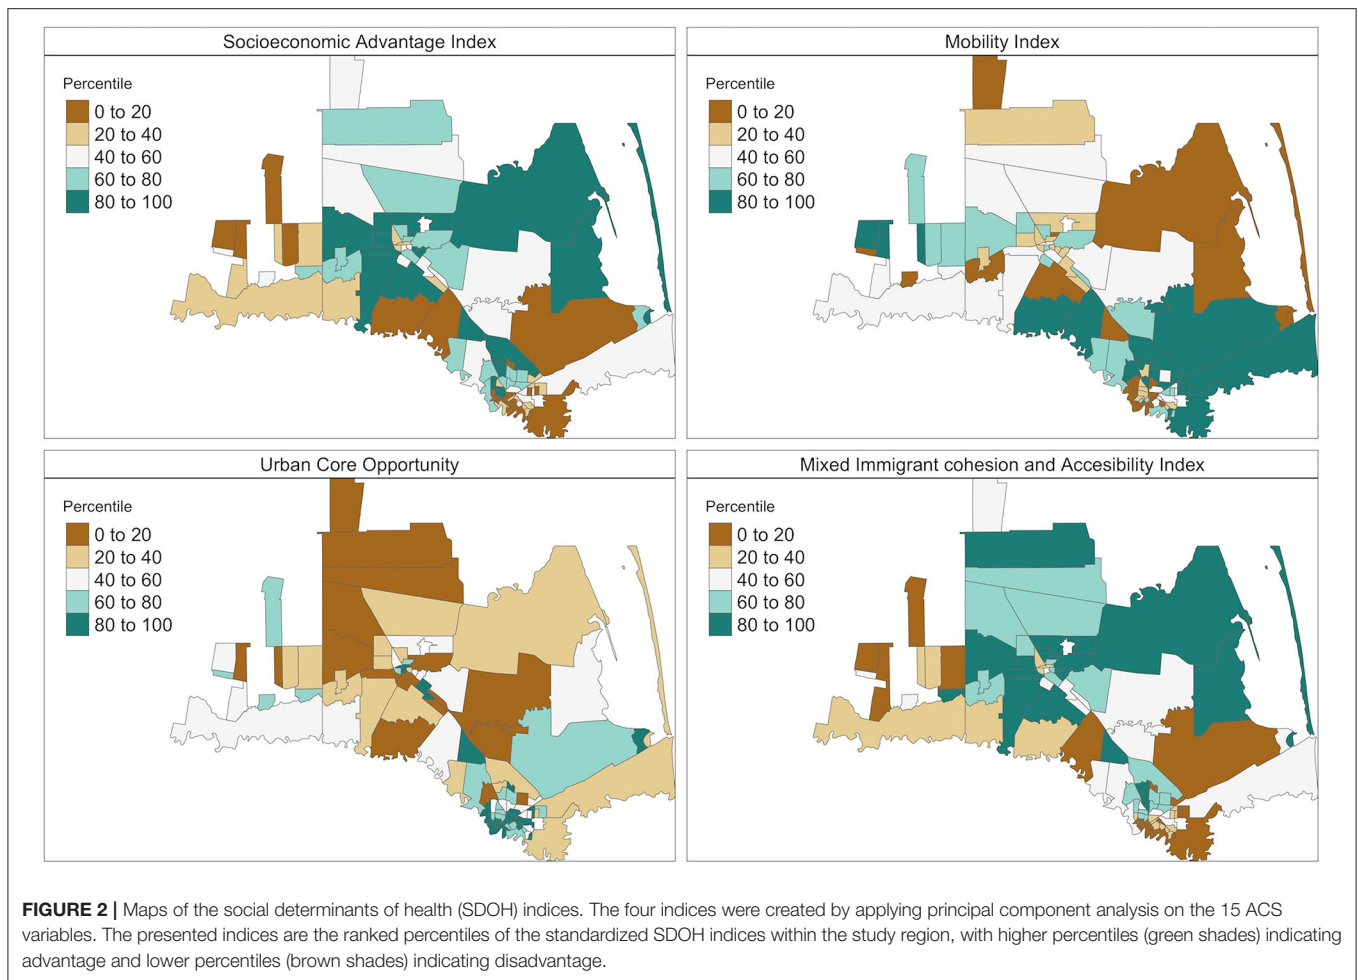 Socioeconomic Advantage Index
Percentile
0 to 20
20 to 40
40 to 60
60 to 80
80 to 100
Mobility Index
Percentile
0 to 20
20 to 40
40 to 60
60 to 80
80 to 100
Urban Core Opportunity
Percentile
0 to 20
20 to 40
40 to 60
60 to 80
80 to 100
Mixed Immigrant cohesion and Accesibility Index
Percentile
0 to 20
20 to 40
40 to 60
60 to 80
80 to 100
FIGURE 2 | Maps of the social determinants of health (SDOH) indices. The four indices were created by applying principal component analysis on the 15 ACS
variables. The presented indices are the ranked percentiles of the standardized SDOH indices within the study region, with higher percentiles (green shades) indicating
advantage and lower percentiles (brown shades) indicating disadvantage.